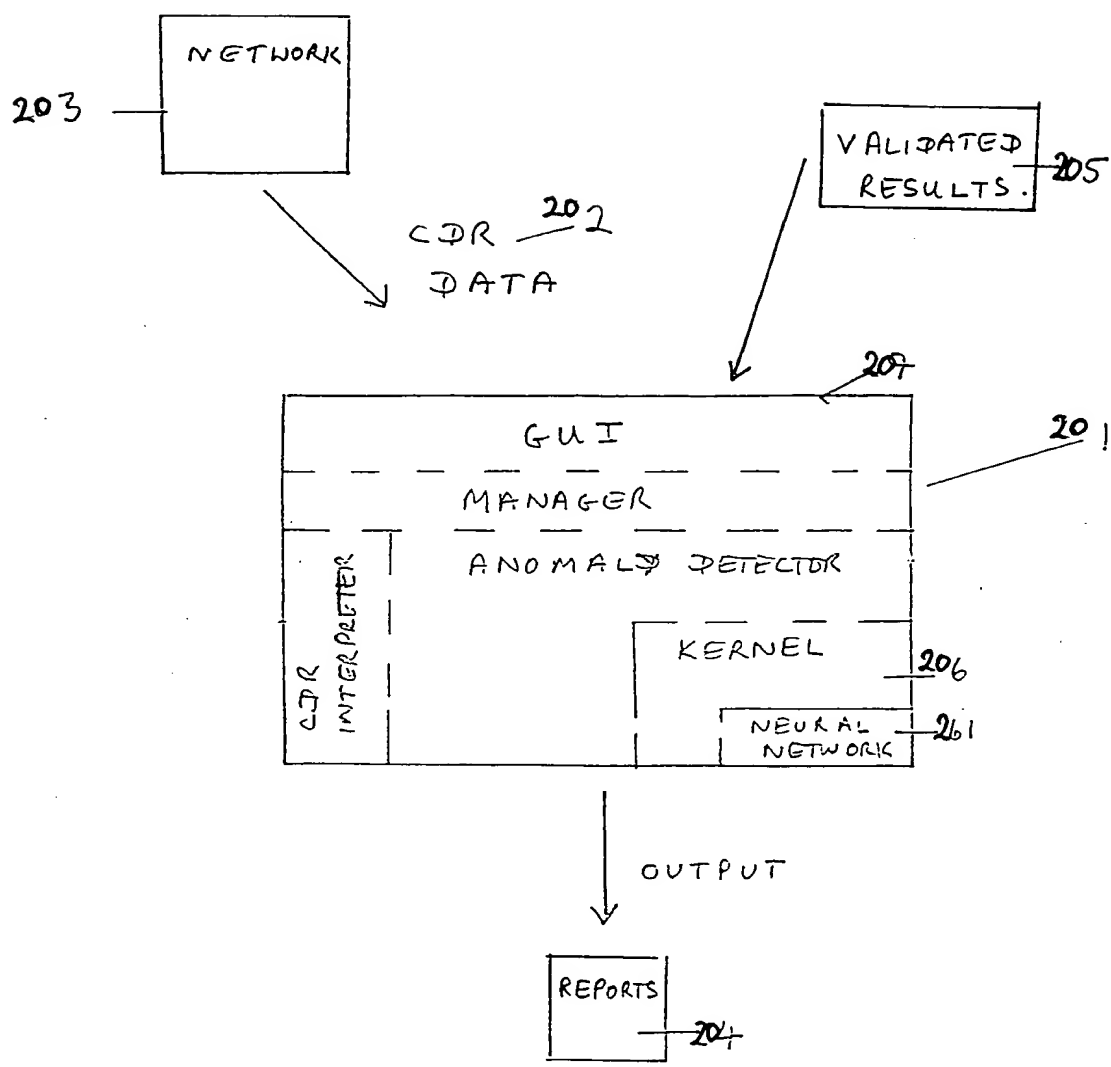 NETWORK
203
VALIDATED
RESULTS.
205
CDR
202
DATA
207
GUI
201
MANAGER
ANOMALD DETECTOR
CDR
INTERPRETER
KERNEL
206
NEURAL
NETWORK
261
OUTPUT
REPORTS
204